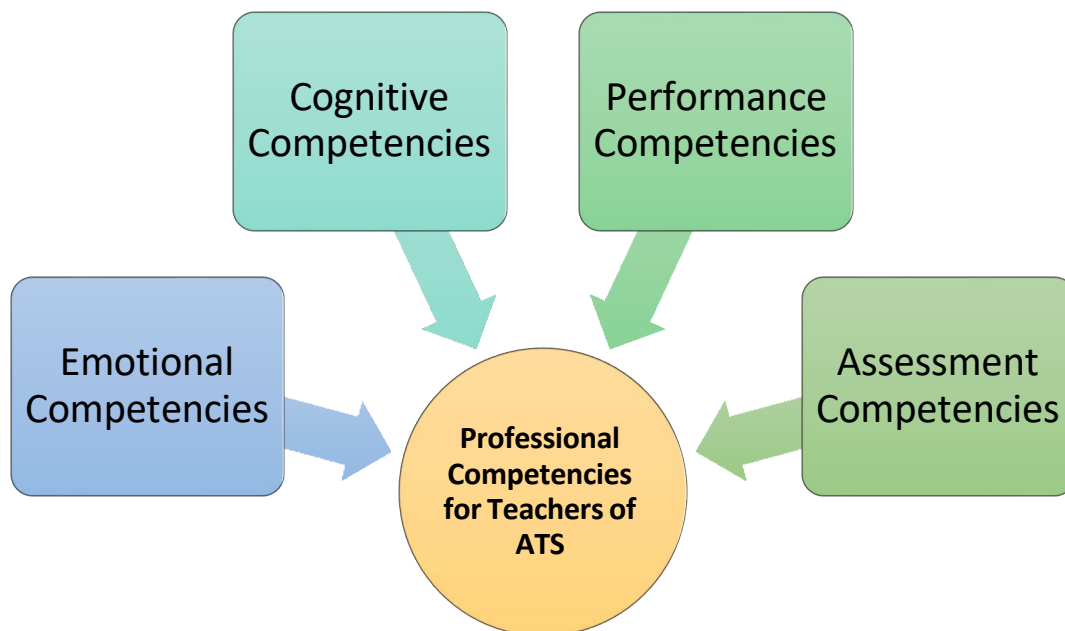 Cognitive
Competencies
Performance
Competencies
Emotional
Competencies
Assessment
Competencies
Professional
Competencies
for Teachers of
ATS